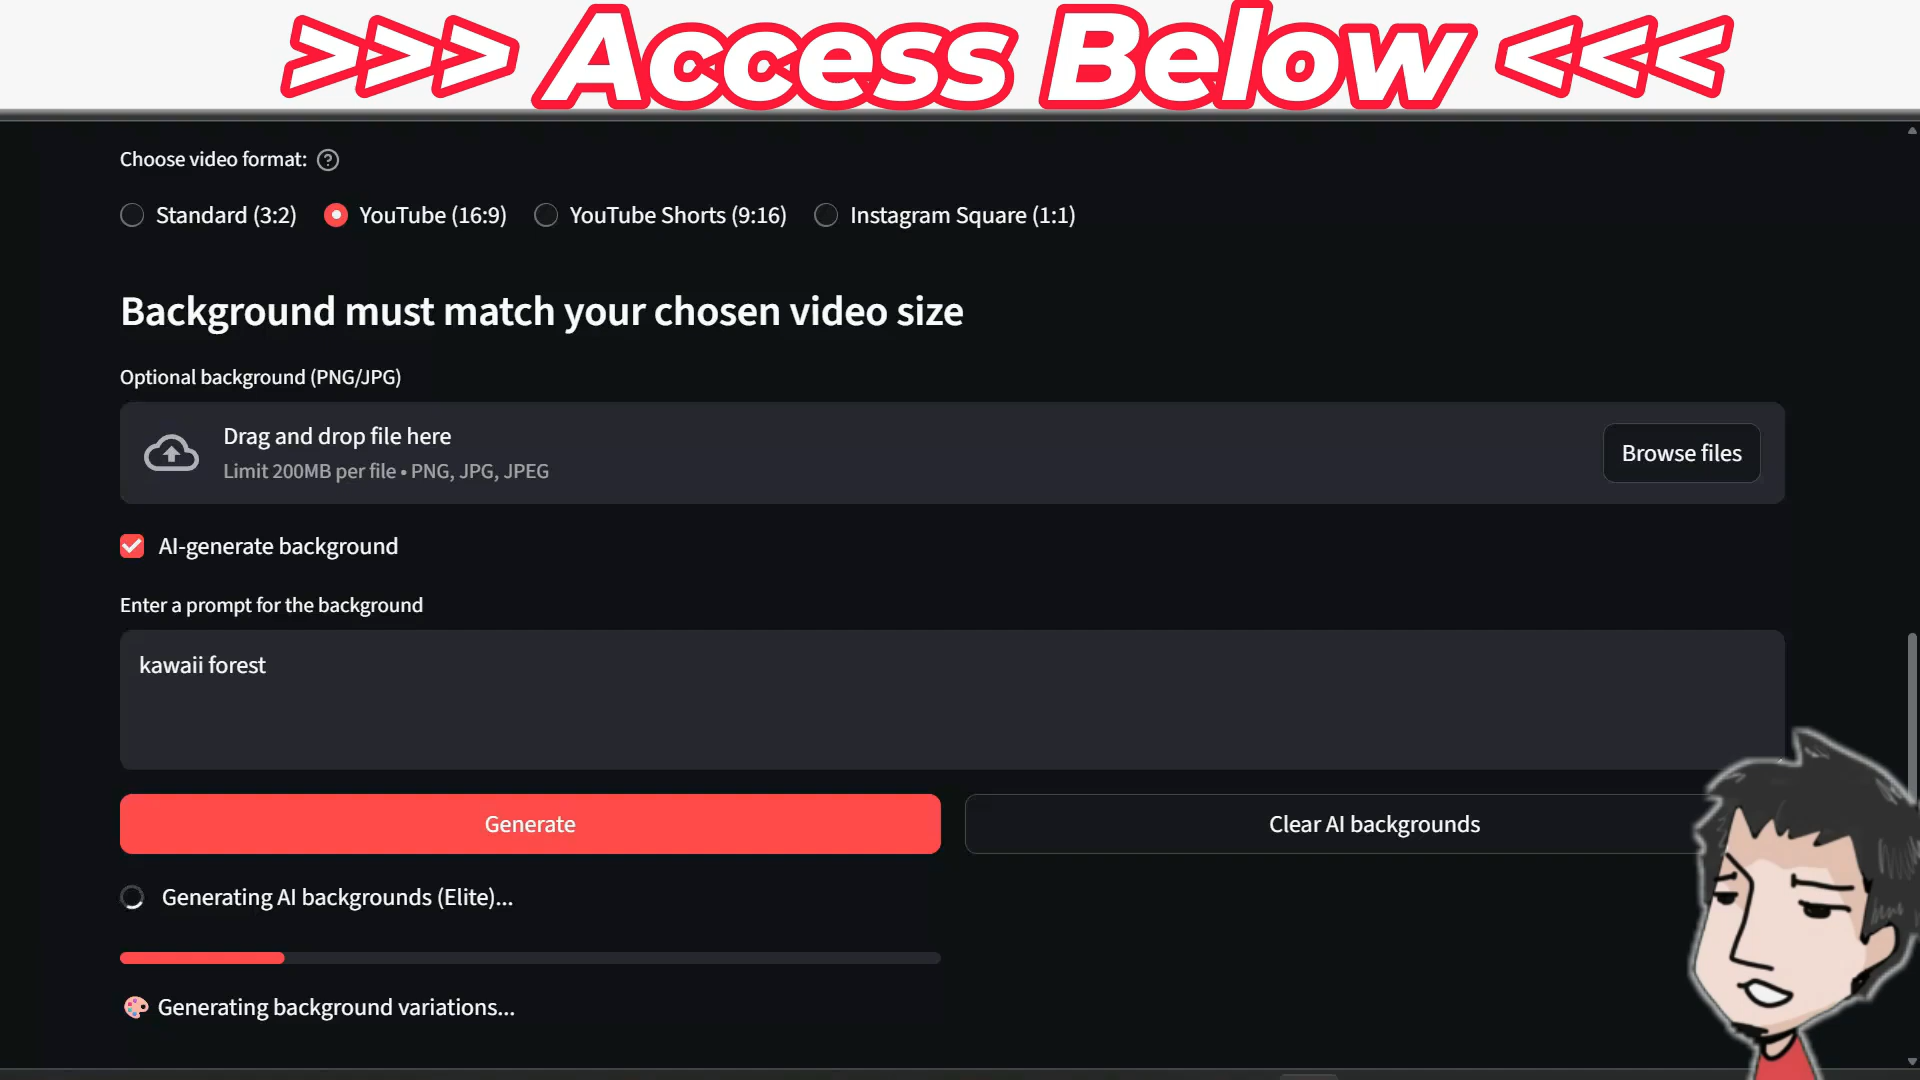 >>> Access Below <<<
Choose video format:
Standard (3:2) YouTube (16:9) YouTube Shorts (9:16) Instagram Square (1:1)
Background must match your chosen video size
Optional background (PNG/JPG)
Drag and drop file here
Limit 200MB per file • PNG, JPG, JPEG
Browse files
AI-generate background
Enter a prompt for the background
kawaii forest
Generate Clear AI backgrounds
Generating AI backgrounds (Elite)...
Generating background variations...